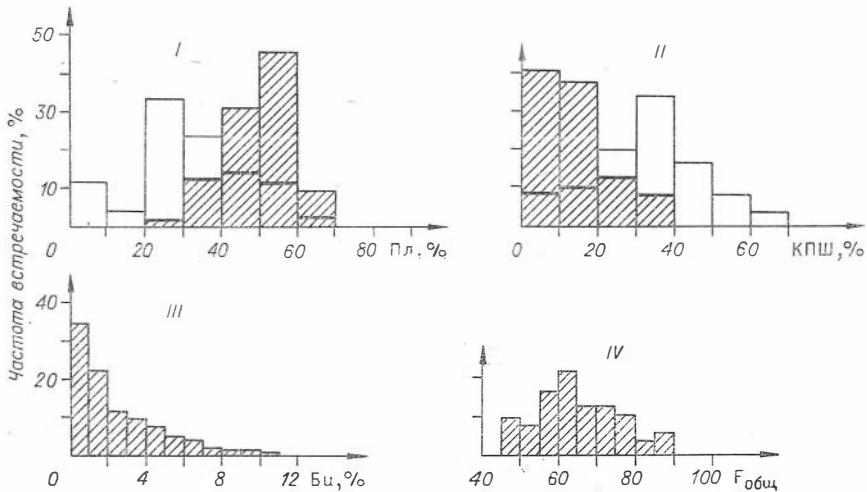 Частота встречаемости, %
I
50
30
10
0 20 40 60 80 Пл, %
II
0 20 40 60 КПШ, %
III
40
20
0 4 8 12 Би, %
IV
40 60 80 100 Fобщ